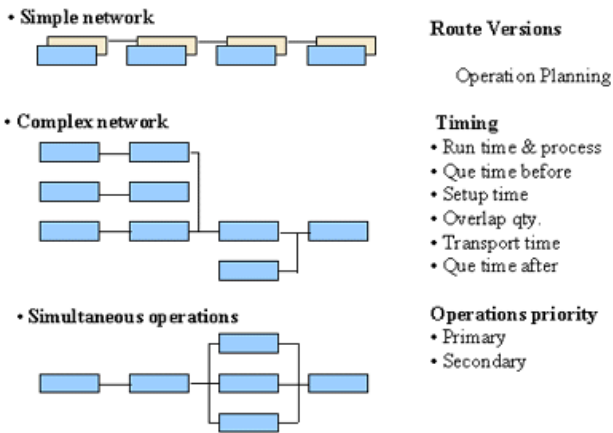 • Simple network
Route Versions
Operation Planning
• Complex network
Timing
• Run time & process
• Que time before
• Setup time
• Overlap qty.
• Transport time
• Que time after
• Simultaneous operations
Operations priority
• Primary
• Secondary